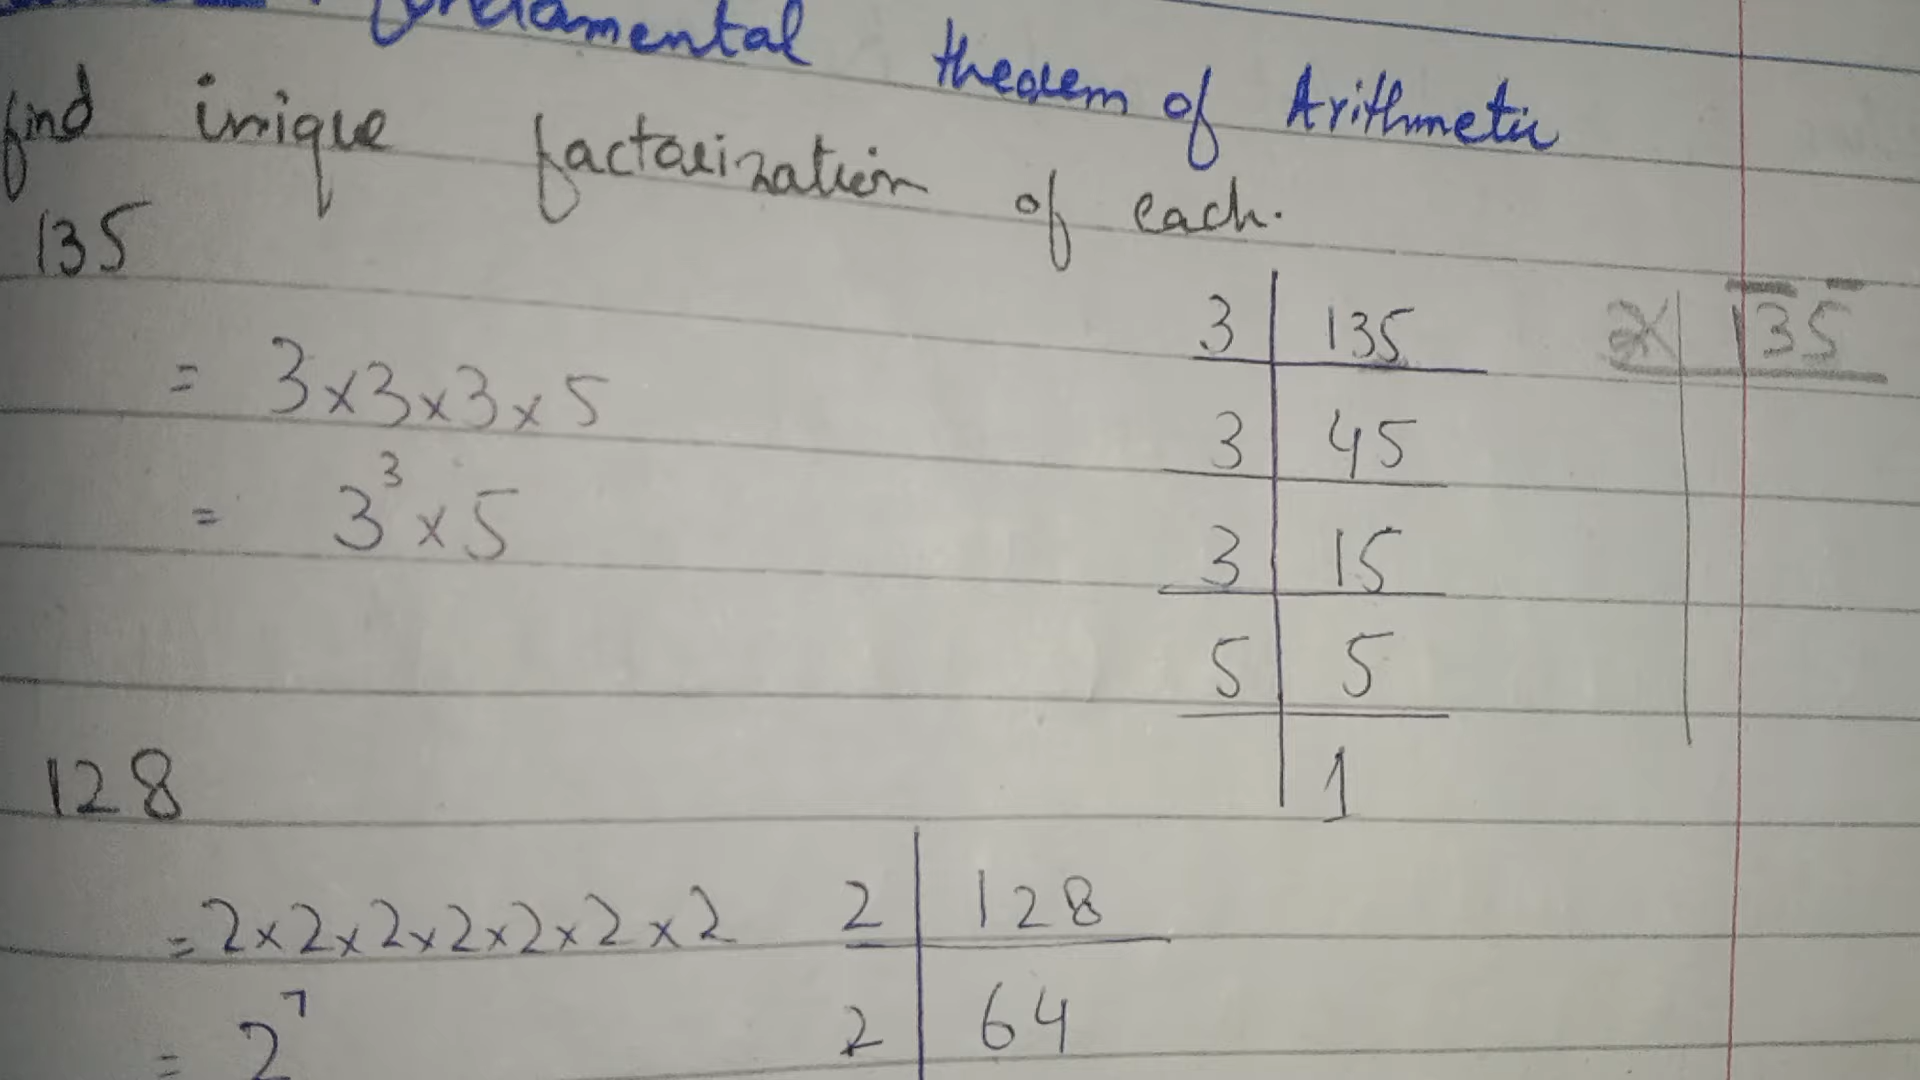 fundamental theorem of Arithmetic
find unique factorization of each.
135
3 | 135
= 3×3×3×5
3 | 45
= 3³×5
3 | 15
5 | 5
1
135
128
= 2×2×2×2×2×2×2
2 | 128
= 2⁷
2 | 64